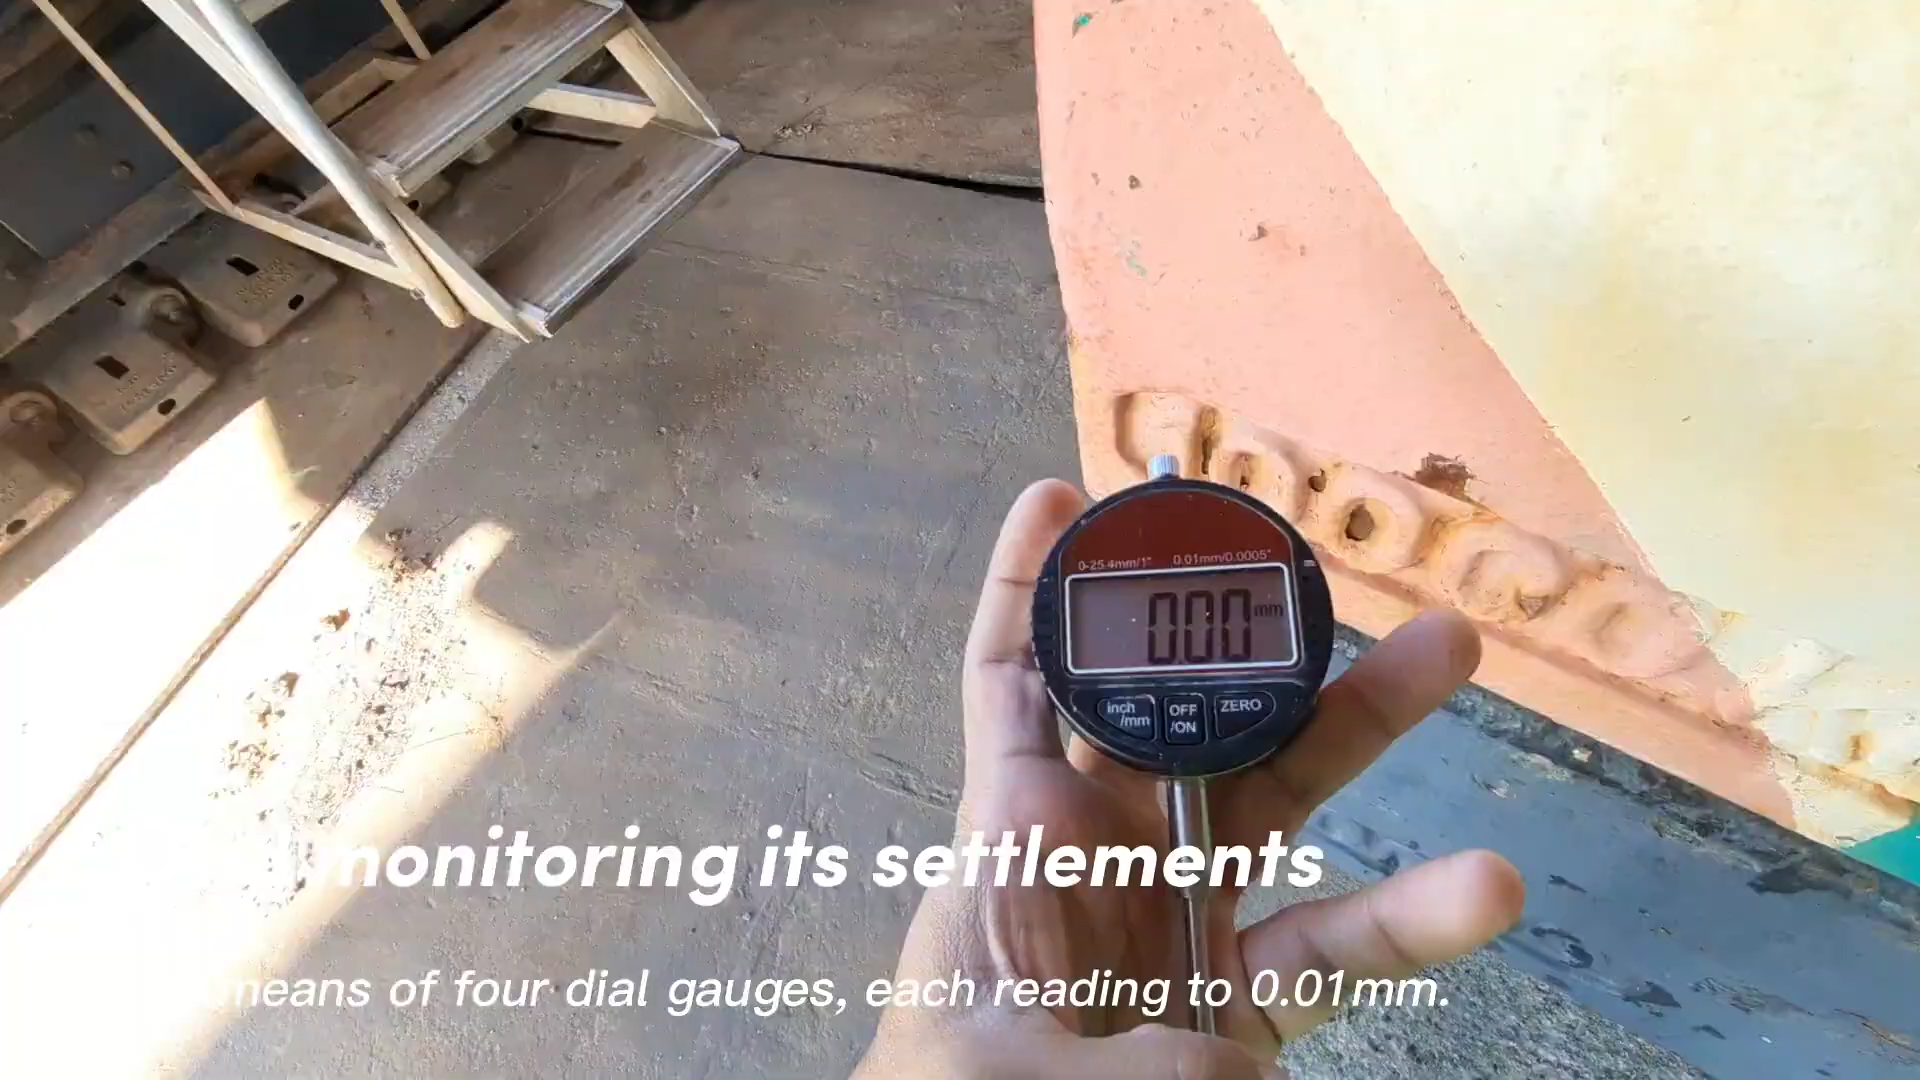 0-25.4mm/1" 0.01mm/0.0005"
0.00 mm
inch
/mm
OFF
/ON
ZERO
monitoring its settlements
means of four dial gauges, each reading to 0.01mm.